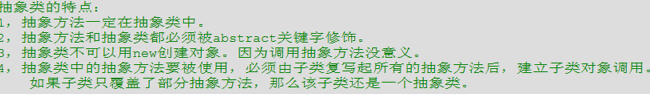 抽象类的特点:
1,抽象方法一定在抽象类中。
2,抽象方法和抽象类都必须被abstract关键字修饰。
3,抽象类不可以用new创建对象。因为调用抽象方法没意义。
4,抽象类中的抽象方法要被使用,必须由子类复写起所有的抽象方法后,建立子类对象调用。
如果子类只覆盖了部分抽象方法,那么该子类还是一个抽象类。